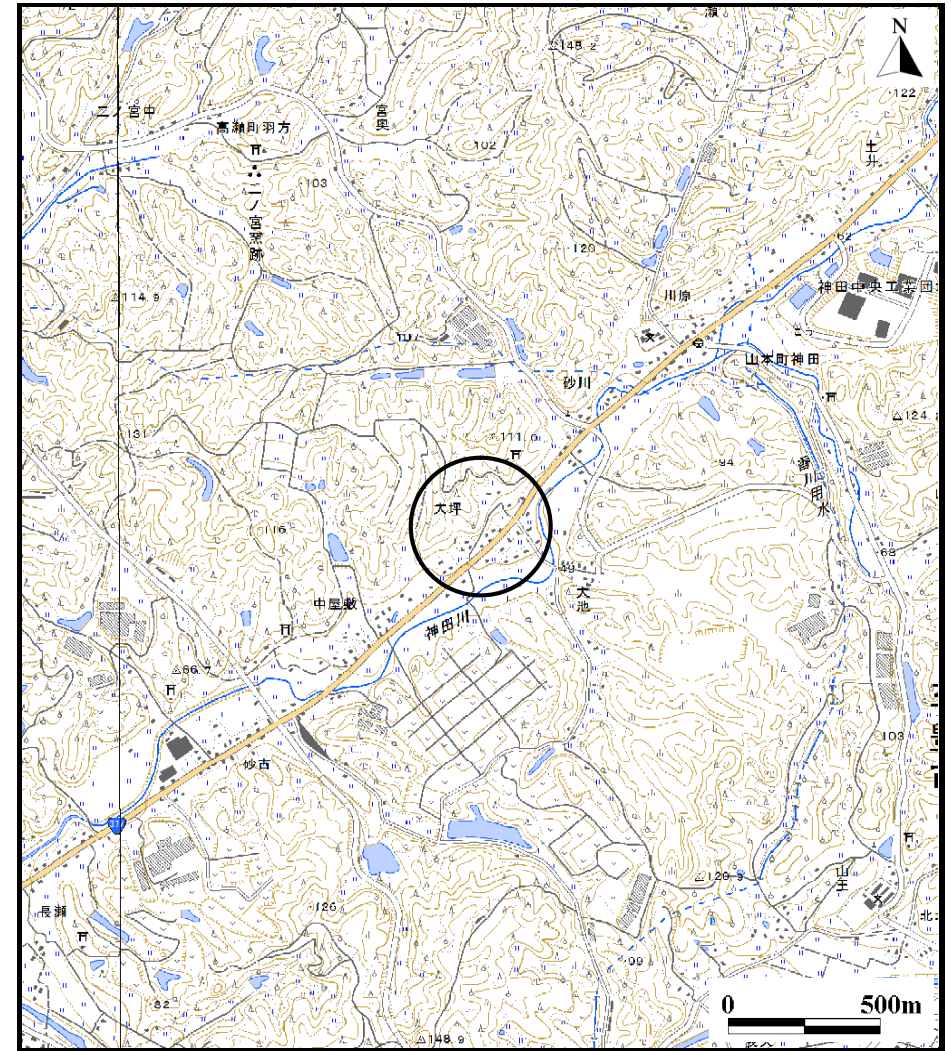 N
148.2
122
二ノ宮中
高瀬町羽方
宮奥
102
土井
二ノ宮窯跡
103
120
62
114.9
川原
神田中央工業団
107
山本町神田
砂川
124.
131
111.0
94
香川用水
大坪
116
68
49
大池
中屋敷
神田川
66.7
103
妙古
120.9
山王
長瀬
126
北
99
82
148.9
0
500m